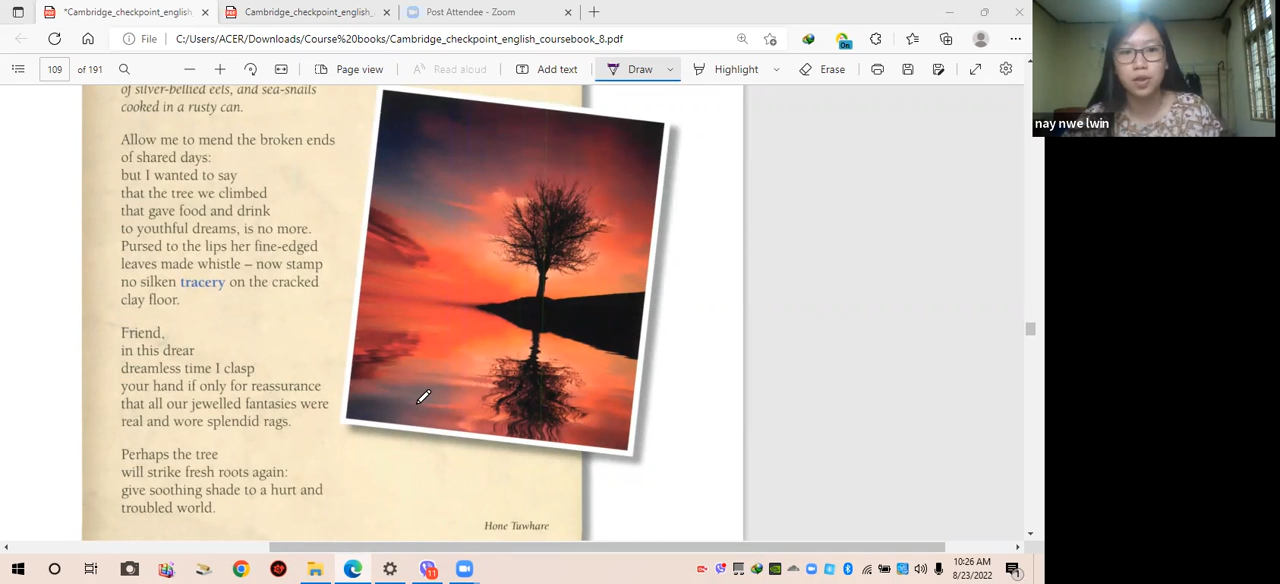 *Cambridge_checkpoint_english
Cambridge_checkpoint_english_
Post Attendee - Zoom
File
C:/Users/ACER/Downloads/Course%20books/Cambridge_checkpoint_english_coursebook_8.pdf
On
109 of 191
Page view
Read aloud
Add text
Draw
Highlight
Erase
nay nwe lwin
of silver-bellied eels, and sea-snails
cooked in a rusty can.
Allow me to mend the broken ends
of shared days:
but I wanted to say
that the tree we climbed
that gave food and drink
to youthful dreams, is no more.
Pursed to the lips her fine-edged
leaves made whistle – now stamp
no silken tracery on the cracked
clay floor.
Friend,
in this drear
dreamless time I clasp
your hand if only for reassurance
that all our jewelled fantasies were
real and wore splendid rags.
Perhaps the tree
will strike fresh roots again:
give soothing shade to a hurt and
troubled world.
Hone Tuwhare
11
10:26 AM
8/23/2022
1